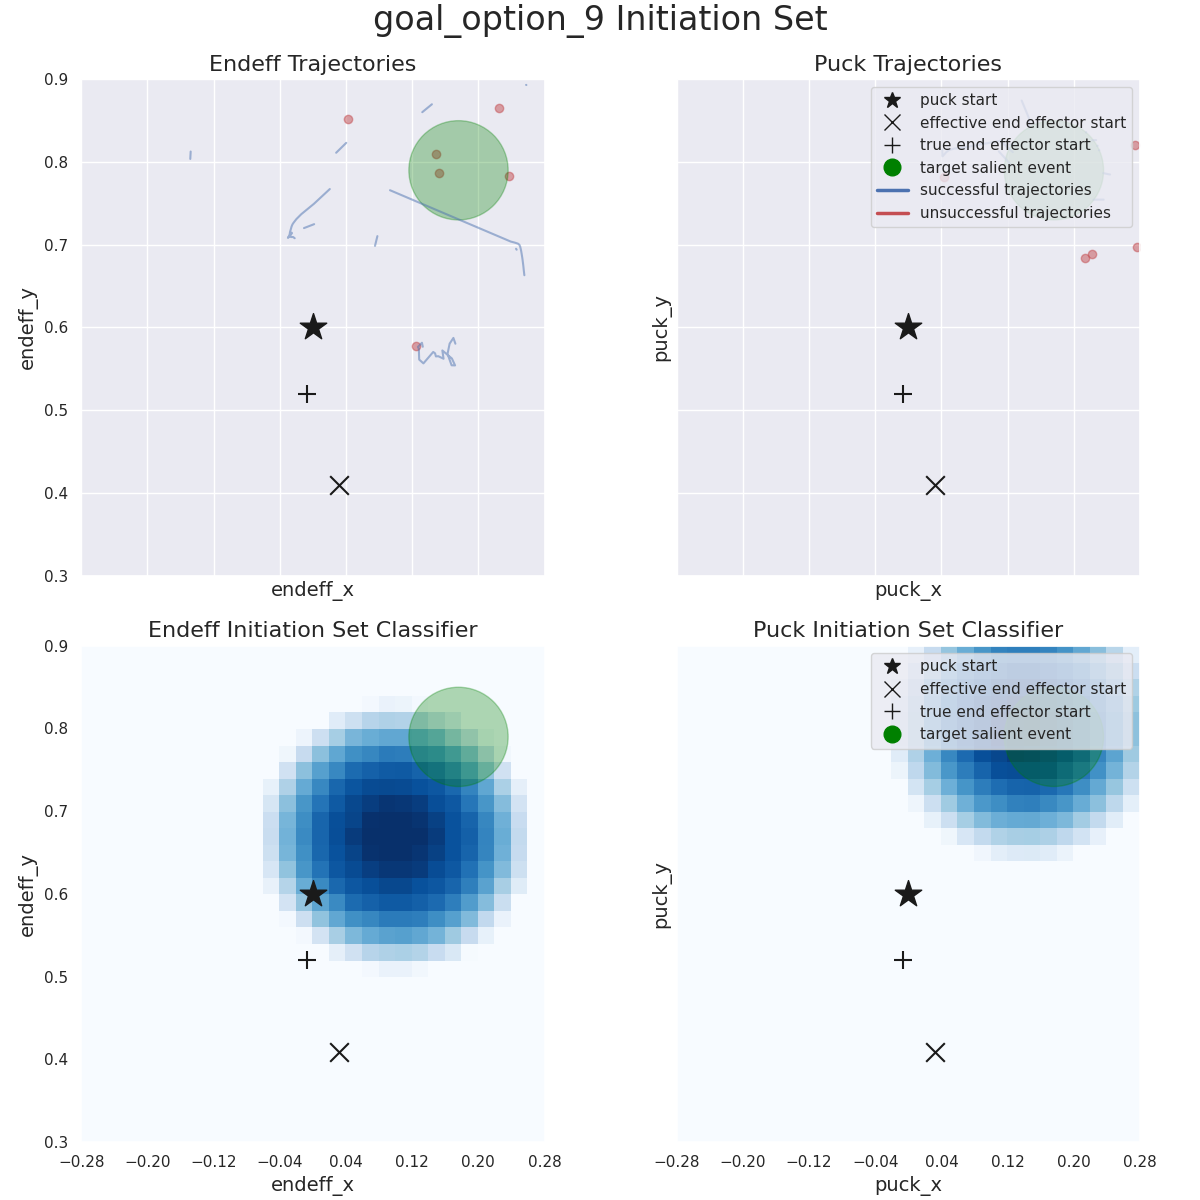 goal_option_9 Initiation Set
Endeff Trajectories
Puck Trajectories
0.9
0.8
0.7
0.6
0.5
0.4
0.3
endeff_y
endeff_x
puck start
effective end effector start
true end effector start
target salient event
successful trajectories
unsuccessful trajectories
puck_y
puck_x
Endeff Initiation Set Classifier
Puck Initiation Set Classifier
0.9
0.8
0.7
0.6
0.5
0.4
0.3
endeff_y
−0.28 −0.20 −0.12 −0.04 0.04 0.12 0.20 0.28
endeff_x
puck start
effective end effector start
true end effector start
target salient event
puck_y
−0.28 −0.20 −0.12 −0.04 0.04 0.12 0.20 0.28
puck_x